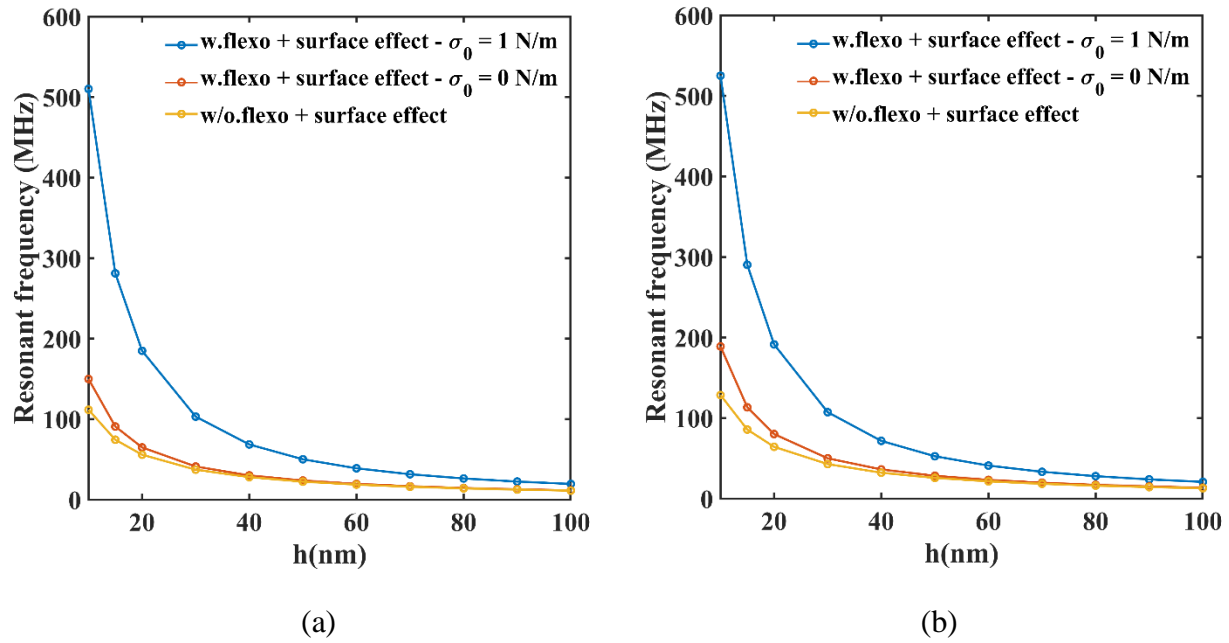 600
500
400
300
200
100
0
Resonant frequency (MHz)
w.flexo + surface effect - σ₀ = 1 N/m
w.flexo + surface effect - σ₀ = 0 N/m
w/o.flexo + surface effect
20 40 60 80 100
h(nm)
(a)
600
500
400
300
200
100
0
Resonant frequency (MHz)
w.flexo + surface effect - σ₀ = 1 N/m
w.flexo + surface effect - σ₀ = 0 N/m
w/o.flexo + surface effect
20 40 60 80 100
h(nm)
(b)